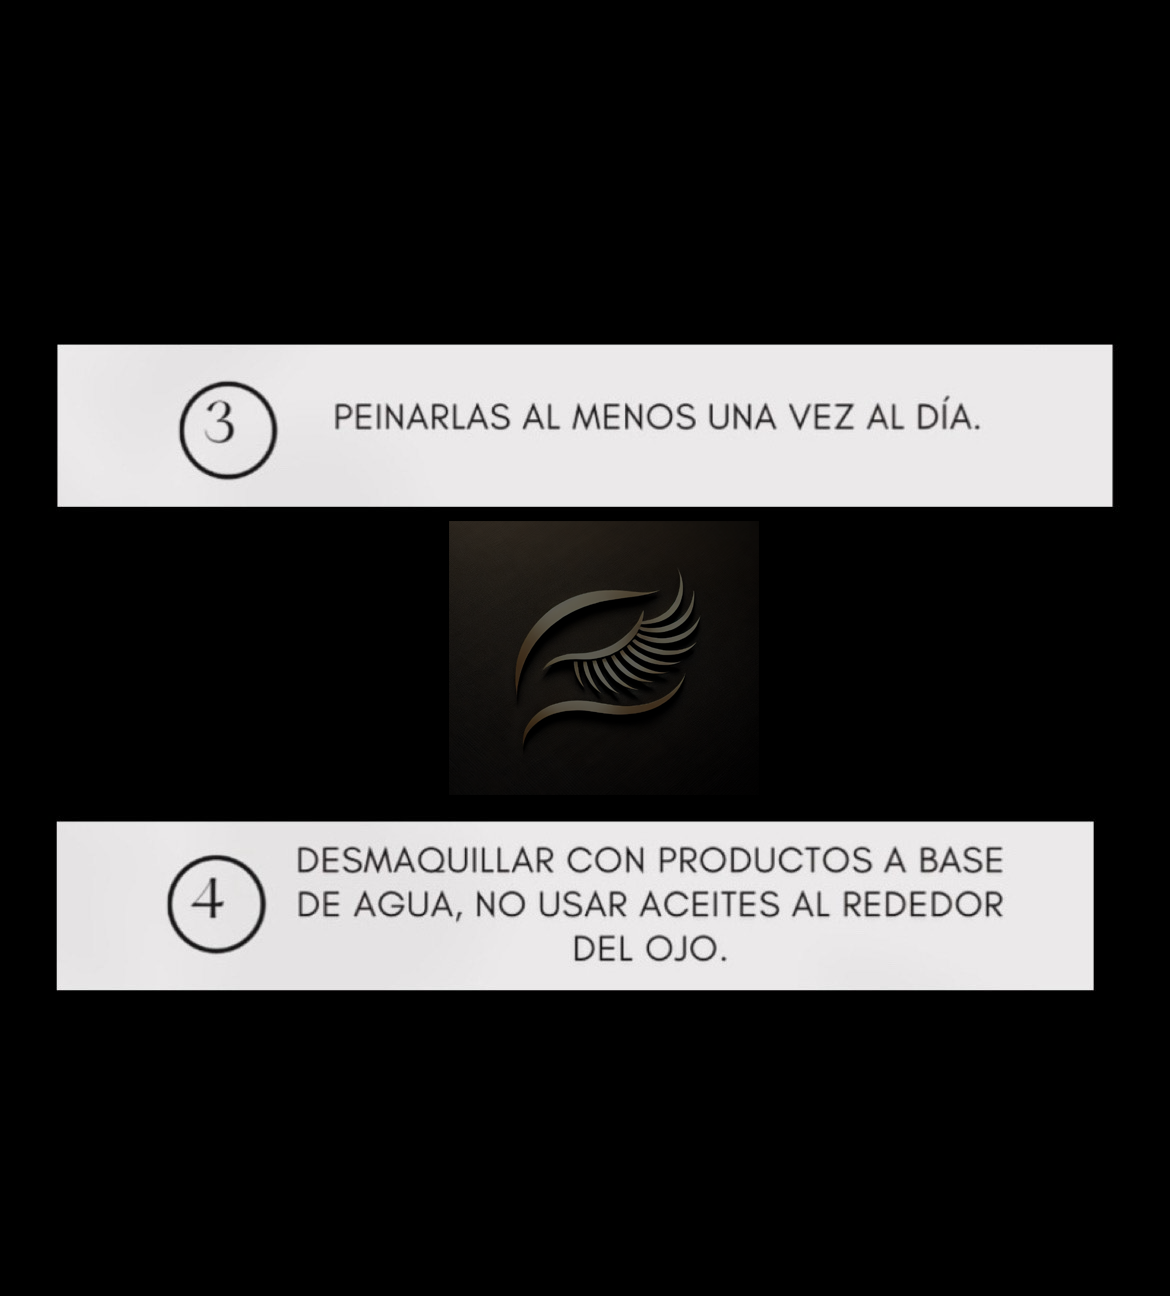 3
PEINARLAS AL MENOS UNA VEZ AL DÍA.
4
DESMAQUILLAR CON PRODUCTOS A BASE
DE AGUA, NO USAR ACEITES AL REDEDOR
DEL OJO.